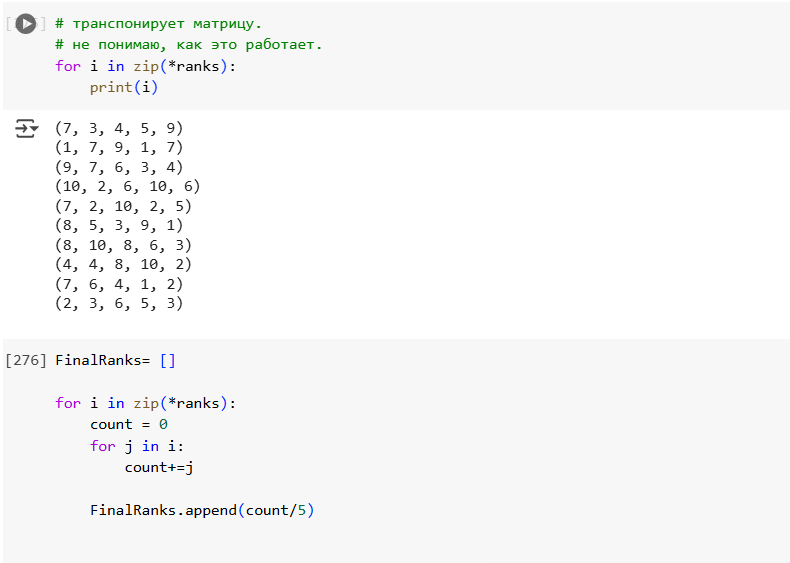 # транспонирует матрицу.
# не понимаю, как это работает.
for i in zip(*ranks):
    print(i)
(7, 3, 4, 5, 9)
(1, 7, 9, 1, 7)
(9, 7, 6, 3, 4)
(10, 2, 6, 10, 6)
(7, 2, 10, 2, 5)
(8, 5, 3, 9, 1)
(8, 10, 8, 6, 3)
(4, 4, 8, 10, 2)
(7, 6, 4, 1, 2)
(2, 3, 6, 5, 3)
[276] FinalRanks= []
for i in zip(*ranks):
    count = 0
    for j in i:
        count+=j
    FinalRanks.append(count/5)